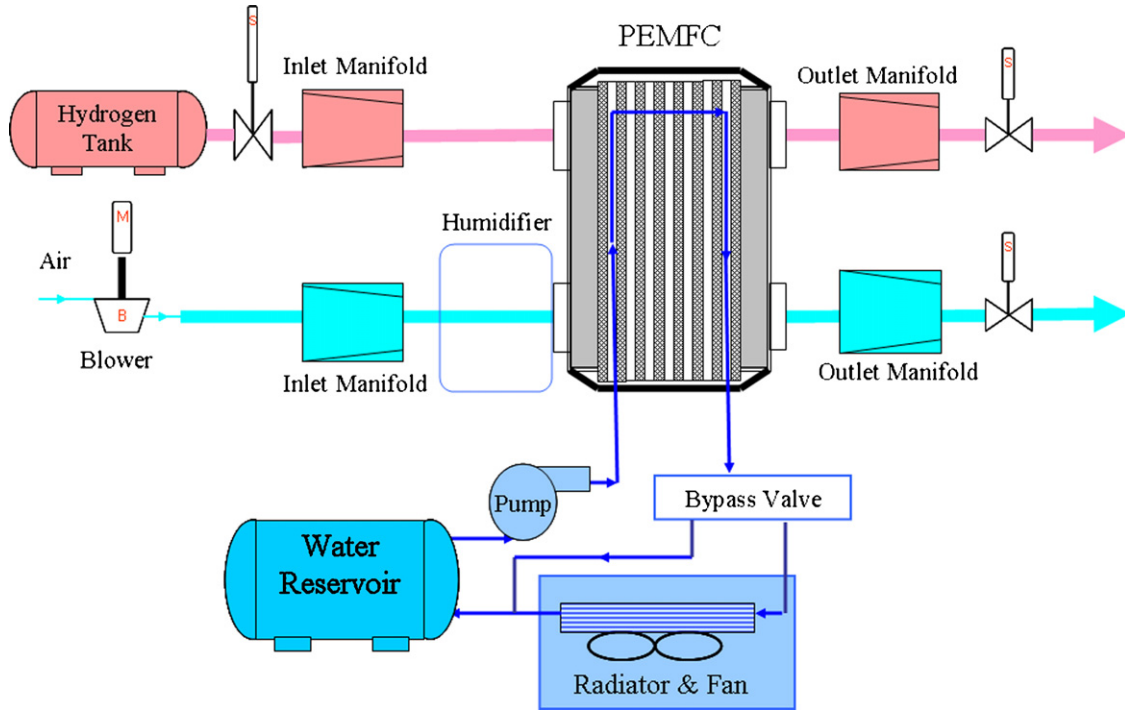 PEMFC
S
Inlet Manifold
Outlet Manifold
S
Hydrogen
Tank
M
Humidifier
Air
S
B
Blower
Inlet Manifold
Outlet Manifold
Pump
Bypass Valve
Water
Reservoir
Radiator & Fan